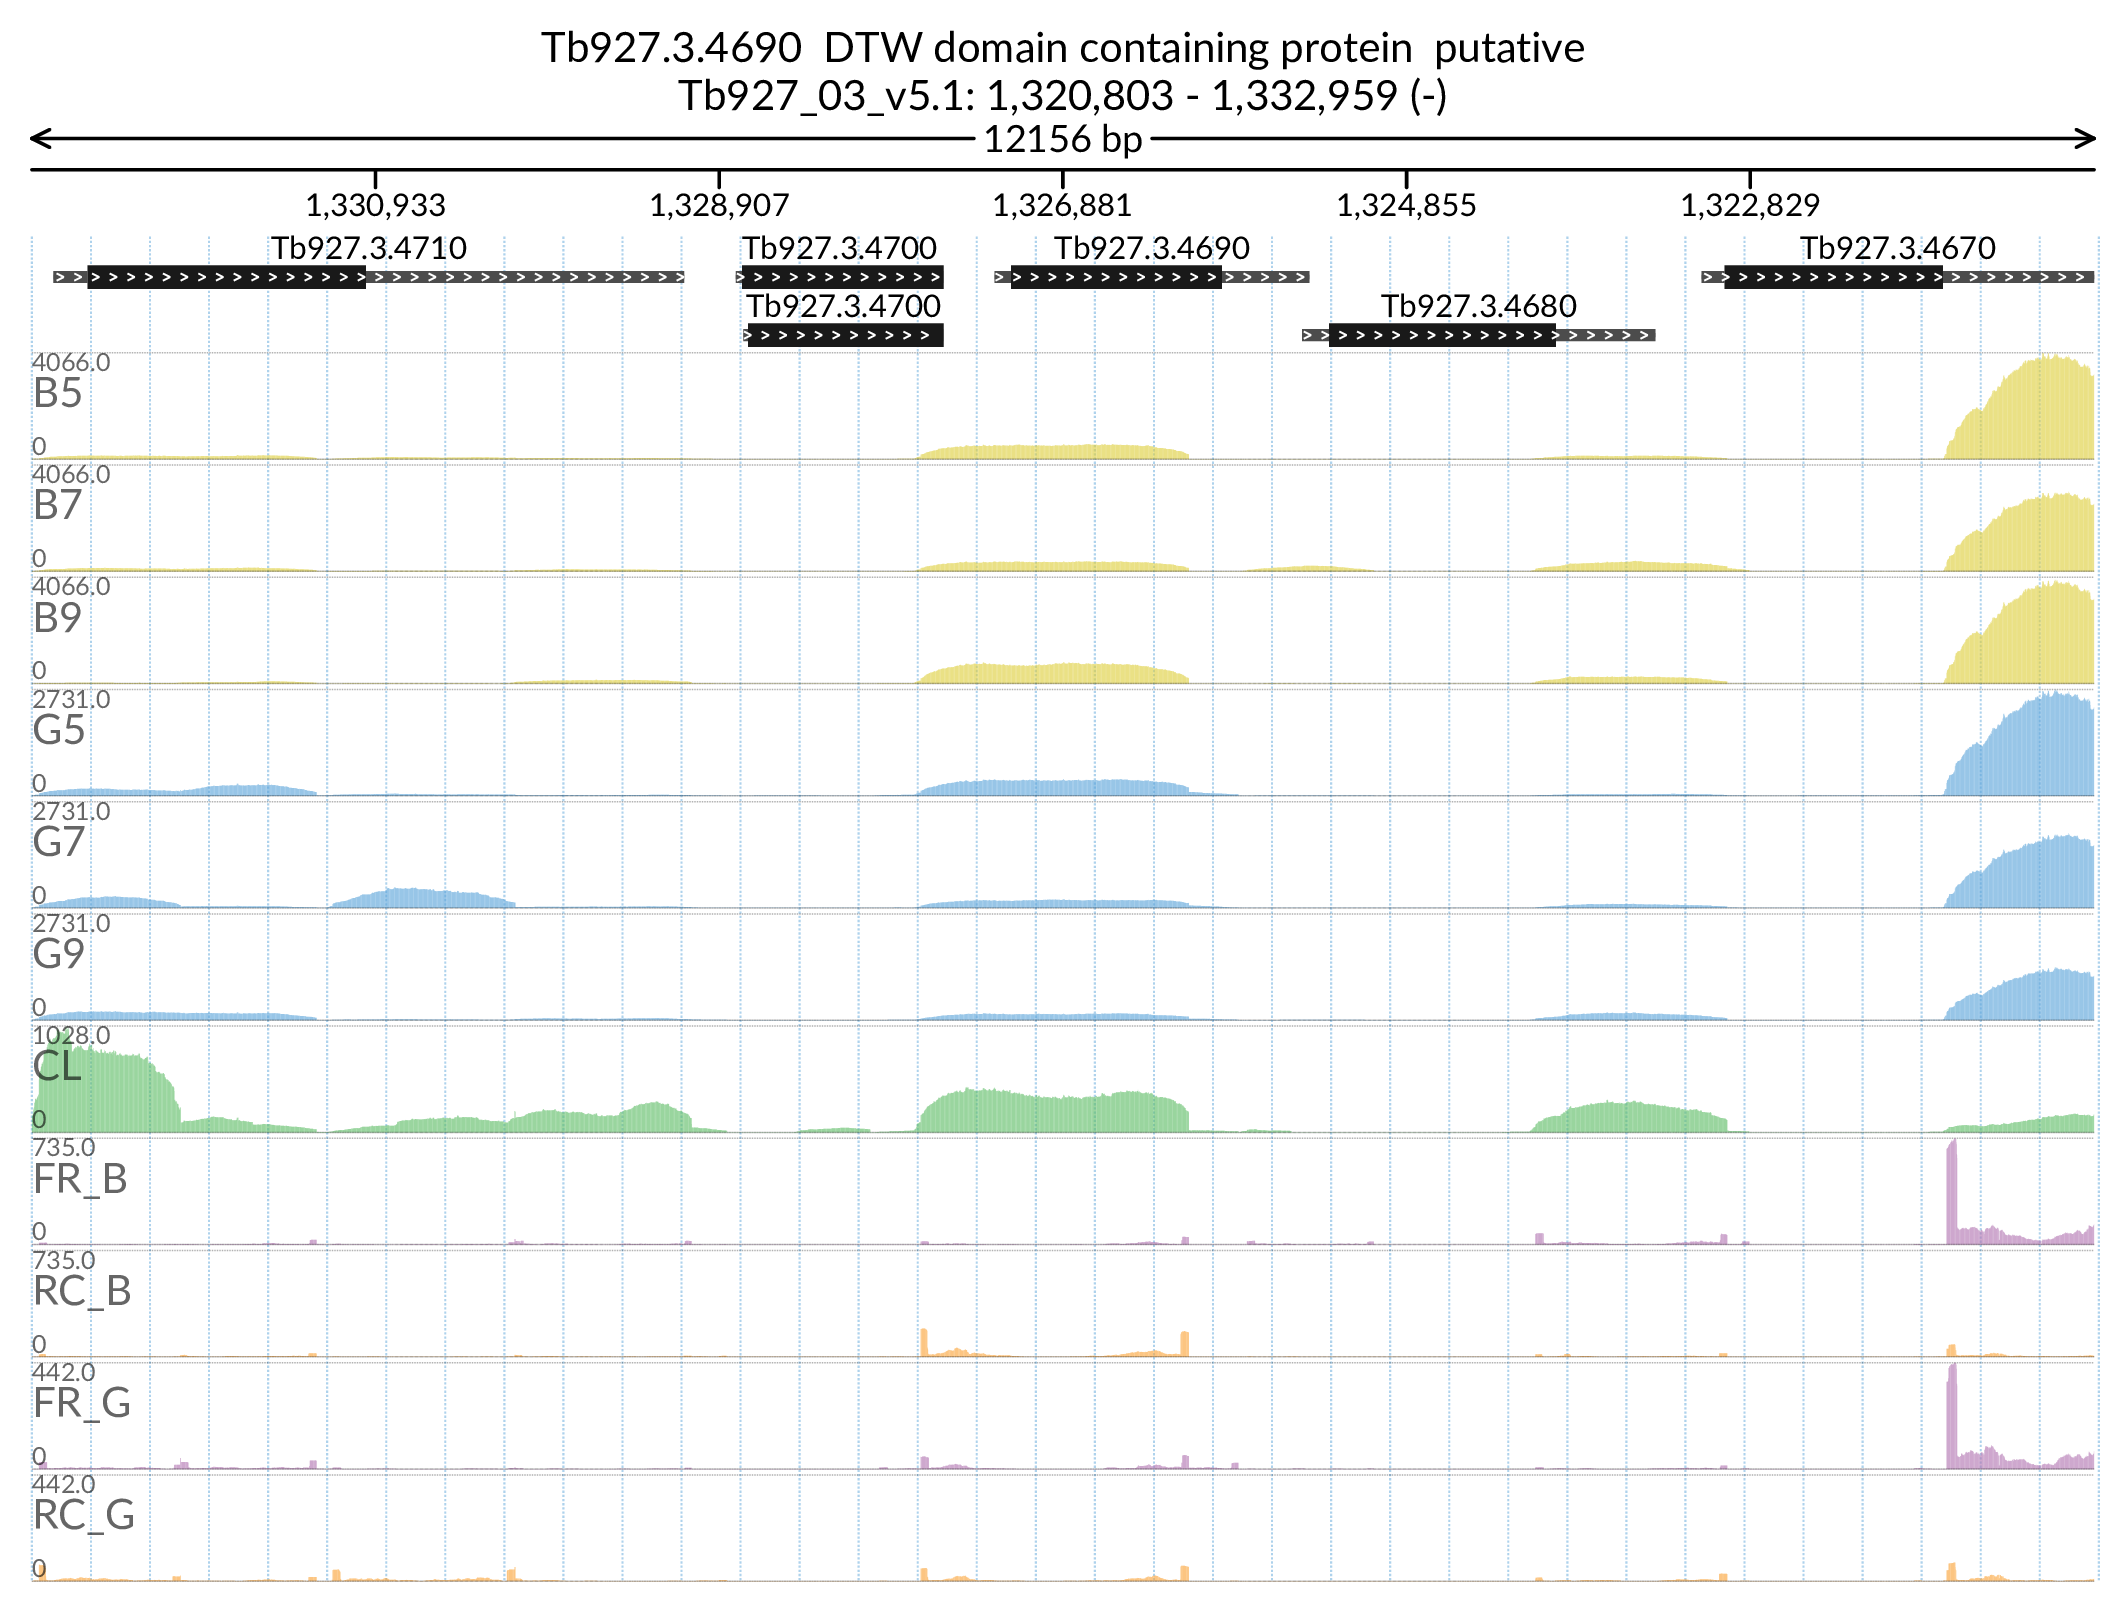 Tb927.3.4690  DTW domain containing protein  putative
Tb927_03_v5.1: 1,320,803 - 1,332,959 (-)
12156 bp
1,330,933 1,328,907 1,326,881 1,324,855 1,322,829
Tb927.3.4710 Tb927.3.4700 Tb927.3.4690 Tb927.3.4670
Tb927.3.4700 Tb927.3.4680
4066.0
B5
0
4066.0
B7
0
4066.0
B9
0
2731.0
G5
0
2731.0
G7
0
2731.0
G9
0
1028.0
CL
0
735.0
FR_B
0
735.0
RC_B
0
442.0
FR_G
0
442.0
RC_G
0